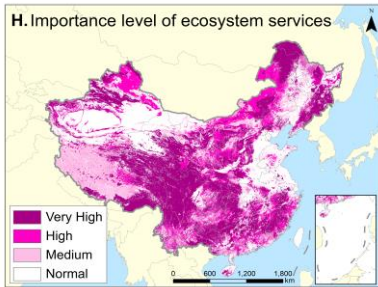 H. Importance level of ecosystem services
N
Very High
High
Medium
Normal
0 600 1,200 1,800
km